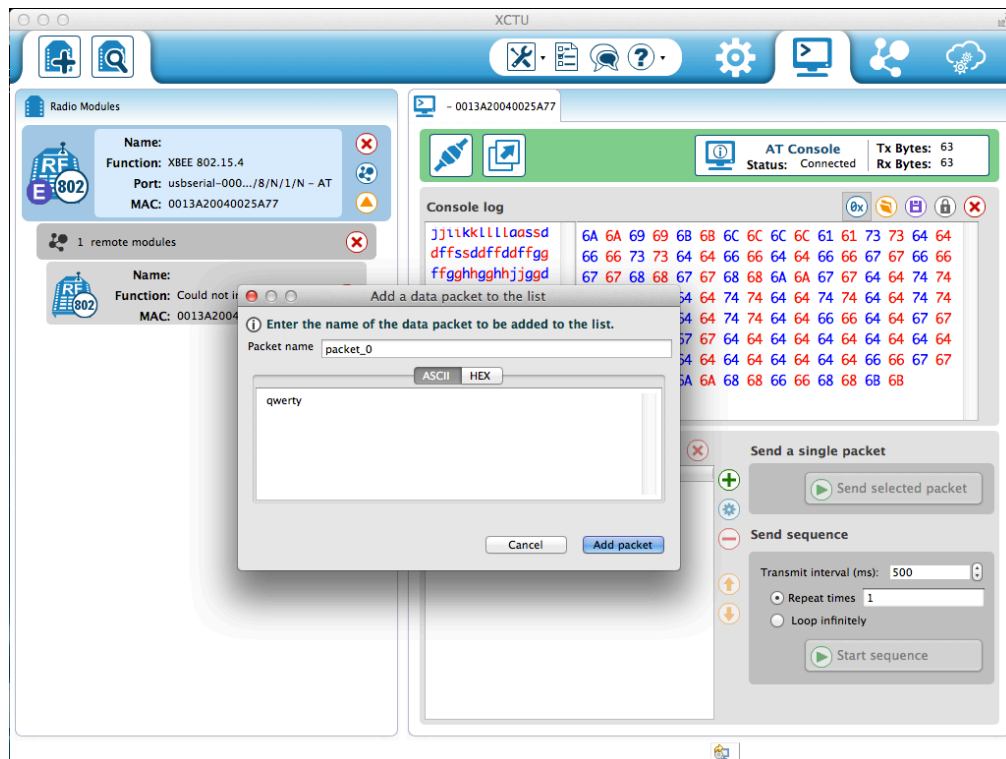 XCTU
Radio Modules
- 0013A20040025A77
RF
E 802
Name:
Function: XBEE 802.15.4
Port: usbserial-000.../8/N/1/N - AT
MAC: 0013A20040025A77
AT Console
Status: Connected
Tx Bytes: 63
Rx Bytes: 63
1 remote modules
RF
802
Name:
Function: Could not i
MAC: 0013A2004
Console log
0x
jjiikkllllaassd
dffssddffddffgg
ffgghhgghhjjggd
6A 6A 69 69 6B 6B 6C 6C 6C 6C 61 61 73 73 64 64
66 66 73 73 64 64 66 66 64 64 66 66 67 67 66 66
67 67 68 68 67 67 68 68 6A 6A 67 67 64 64 74 74
64 64 74 74 64 64 74 74 64 64 74 74
64 64 74 74 64 64 66 66 64 64 67 67
67 67 64 64 64 64 64 64 64 64 64 64
64 64 64 64 64 64 64 64 66 66 67 67
6A 6A 68 68 66 66 68 68 6B 6B
Add a data packet to the list
Enter the name of the data packet to be added to the list.
Packet name packet_0
ASCII HEX
qwerty
Cancel Add packet
Send a single packet
Send selected packet
Send sequence
Transmit interval (ms): 500
Repeat times 1
Loop infinitely
Start sequence